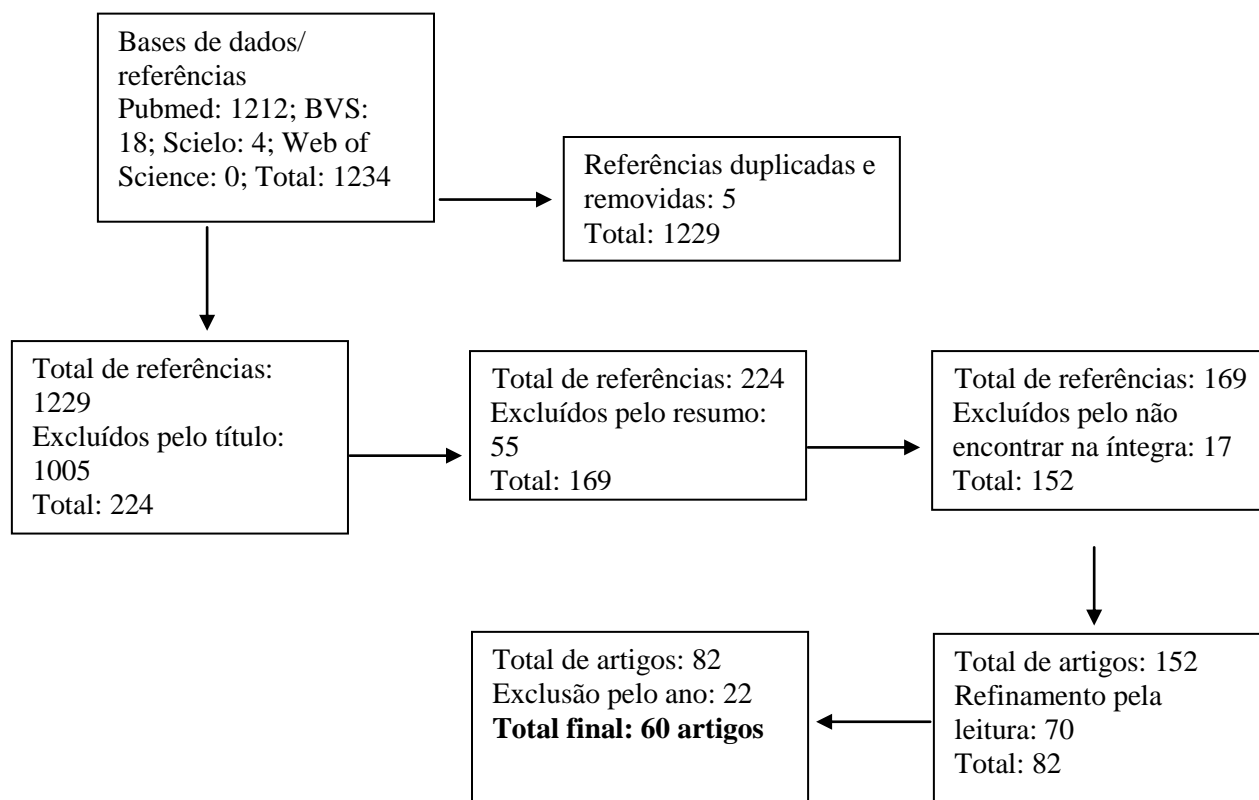 Bases de dados/
referências
Pubmed: 1212; BVS:
18; Scielo: 4; Web of
Science: 0; Total: 1234
Referências duplicadas e
removidas: 5
Total: 1229
Total de referências:
1229
Excluídos pelo título:
1005
Total: 224
Total de referências: 224
Excluídos pelo resumo:
55
Total: 169
Total de referências: 169
Excluídos pelo não
encontrar na íntegra: 17
Total: 152
Total de artigos: 152
Refinamento pela
leitura: 70
Total: 82
Total de artigos: 82
Exclusão pelo ano: 22
Total final: 60 artigos